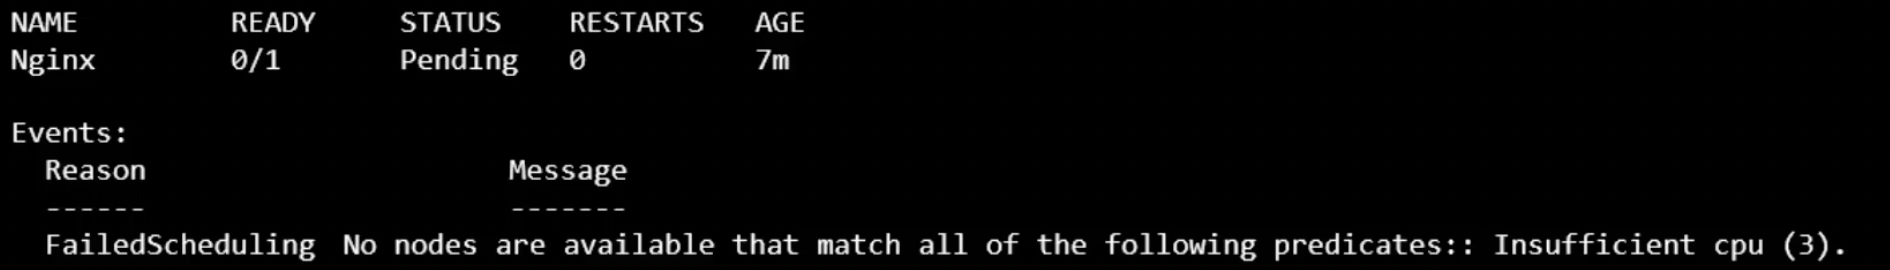 NAME READY STATUS RESTARTS AGE
Nginx 0/1 Pending 0 7m
Events:
Reason Message
------ -------
FailedScheduling No nodes are available that match all of the following predicates:: Insufficient cpu (3).